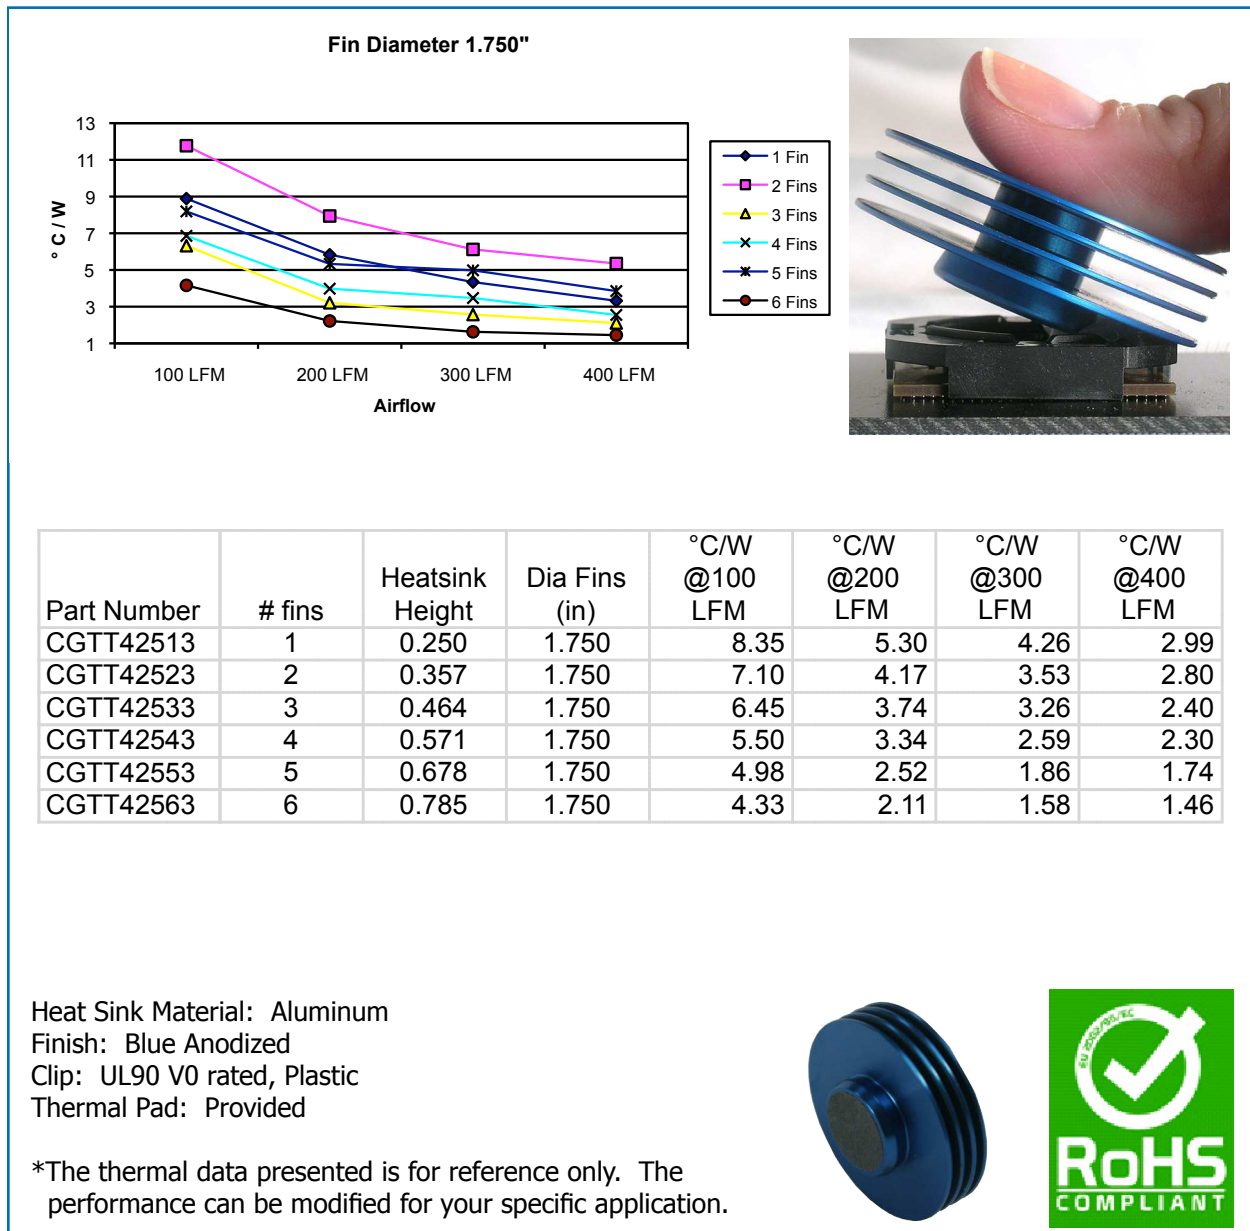 Fin Diameter 1.750"
13
11
9
7
5
3
1
° C / W
100 LFM 200 LFM 300 LFM 400 LFM
Airflow
1 Fin
2 Fins
3 Fins
4 Fins
5 Fins
6 Fins
Part Number # fins Heatsink Height Dia Fins (in) °C/W @100 LFM °C/W @200 LFM °C/W @300 LFM °C/W @400 LFM
CGTT42513 1 0.250 1.750 8.35 5.30 4.26 2.99
CGTT42523 2 0.357 1.750 7.10 4.17 3.53 2.80
CGTT42533 3 0.464 1.750 6.45 3.74 3.26 2.40
CGTT42543 4 0.571 1.750 5.50 3.34 2.59 2.30
CGTT42553 5 0.678 1.750 4.98 2.52 1.86 1.74
CGTT42563 6 0.785 1.750 4.33 2.11 1.58 1.46
Heat Sink Material: Aluminum
Finish: Blue Anodized
Clip: UL90 V0 rated, Plastic
Thermal Pad: Provided
*The thermal data presented is for reference only. The
performance can be modified for your specific application.
EU 2002/95/EC
RoHS
COMPLIANT